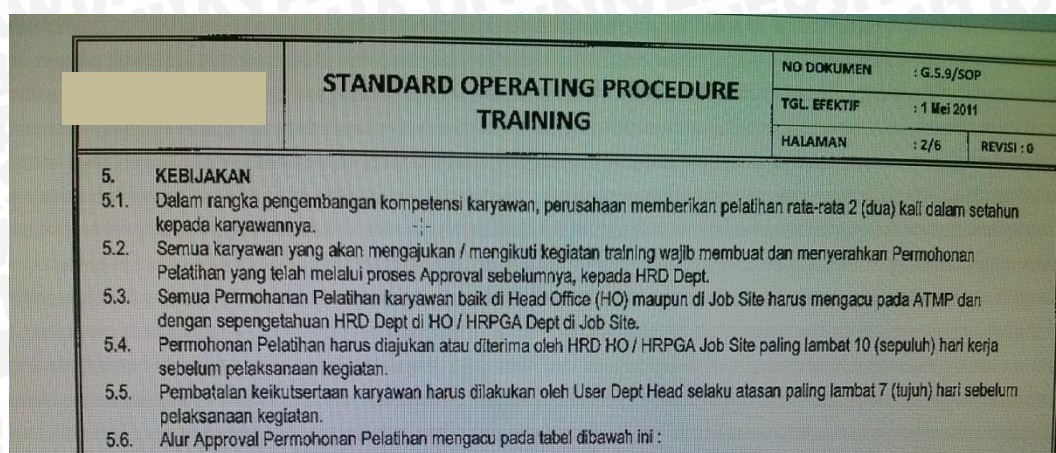 STANDARD OPERATING PROCEDURE
TRAINING
NO DOKUMEN : G.5.9/SOP
TGL. EFEKTIF : 1 Mei 2011
HALAMAN : 2/6 REVISI : 0
5. KEBIJAKAN
5.1. Dalam rangka pengembangan kompetensi karyawan, perusahaan memberikan pelatihan rata-rata 2 (dua) kali dalam setahun
kepada karyawannya.
5.2. Semua karyawan yang akan mengajukan / mengikuti kegiatan training wajib membuat dan menyerahkan Permohonan
Pelatihan yang telah melalui proses Approval sebelumnya, kepada HRD Dept.
5.3. Semua Permohanan Pelatihan karyawan baik di Head Office (HO) maupun di Job Site harus mengacu pada ATMP dan
dengan sepengetahuan HRD Dept di HO / HRPGA Dept di Job Site.
5.4. Permohonan Pelatihan harus diajukan atau diterima oleh HRD HO / HRPGA Job Site paling lambat 10 (sepuluh) hari kerja
sebelum pelaksanaan kegiatan.
5.5. Pembatalan keikutsertaan karyawan harus dilakukan oleh User Dept Head selaku atasan paling lambat 7 (tujuh) hari sebelum
pelaksanaan kegiatan.
5.6. Alur Approval Permohonan Pelatihan mengacu pada tabel dibawah ini :